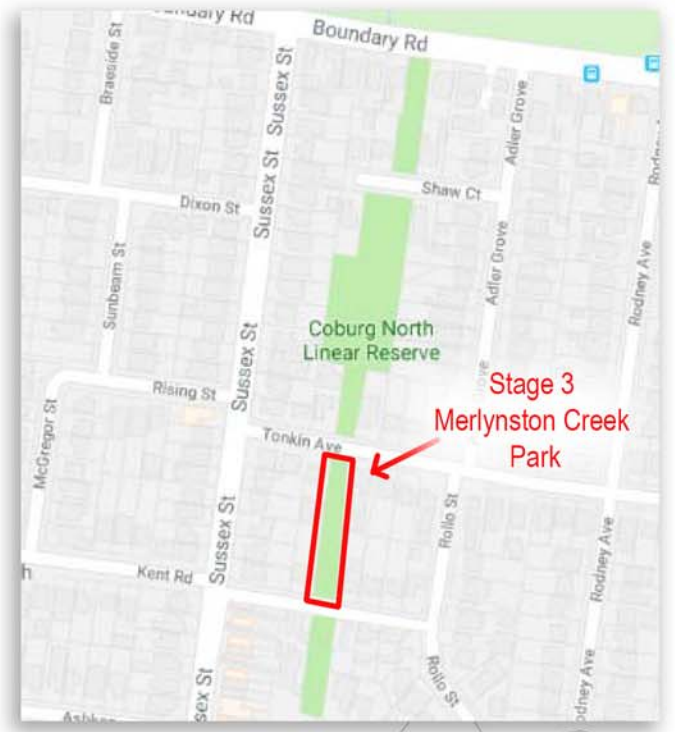 Boundary Rd
Boundary Rd
Braeside St
Sussex St
Sussex St
Adler Grove
Shaw Ct
Dixon St
Sunbeam St
Adler Grove
Rodney Ave
Coburg North
Linear Reserve
Sussex St
Rising St
Stage 3
Merlynston Creek
Park
McGregor St
Tonkin Ave
Sussex St
Rollo St
Rodney Ave
Kent Rd
Rollo St
Rodney Ave